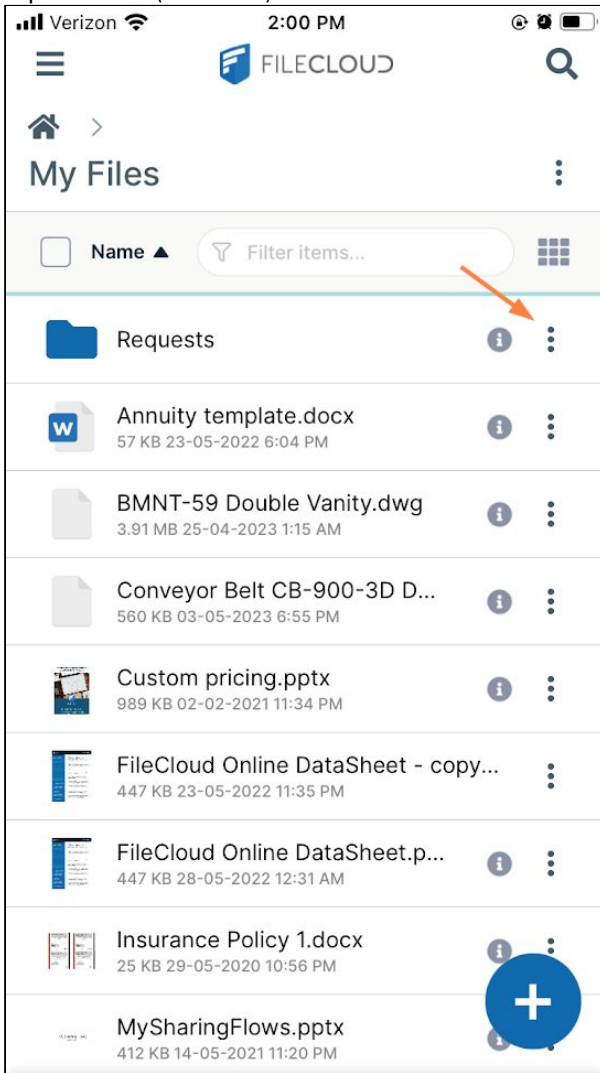 Verizon 2:00 PM
FILECLOUD
My Files
Name ▲ Filter items...
Requests
Annuity template.docx
57 KB 23-05-2022 6:04 PM
BMNT-59 Double Vanity.dwg
3.91 MB 25-04-2023 1:15 AM
Conveyor Belt CB-900-3D D...
560 KB 03-05-2023 6:55 PM
Custom pricing.pptx
989 KB 02-02-2021 11:34 PM
FileCloud Online DataSheet - copy...
447 KB 23-05-2022 11:35 PM
FileCloud Online DataSheet.p...
447 KB 28-05-2022 12:31 AM
Insurance Policy 1.docx
25 KB 29-05-2020 10:56 PM
MySharingFlows.pptx
412 KB 14-05-2021 11:20 PM